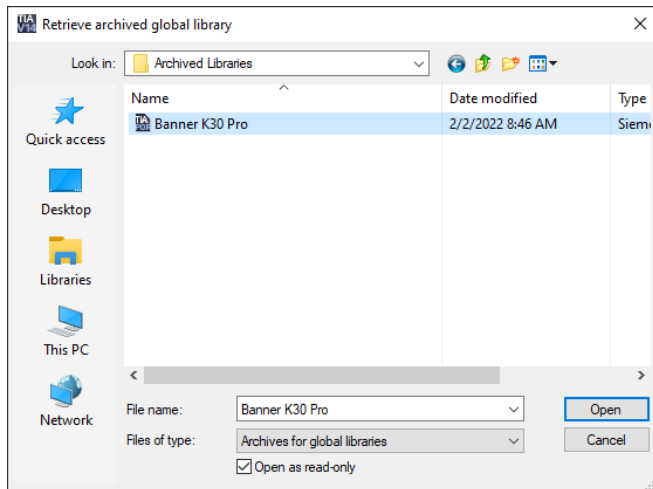 Retrieve archived global library
Look in: Archived Libraries
Name Date modified Type
Banner K30 Pro 2/2/2022 8:46 AM Siem
Quick access
Desktop
Libraries
This PC
Network
File name: Banner K30 Pro Open
Files of type: Archives for global libraries Cancel
Open as read-only